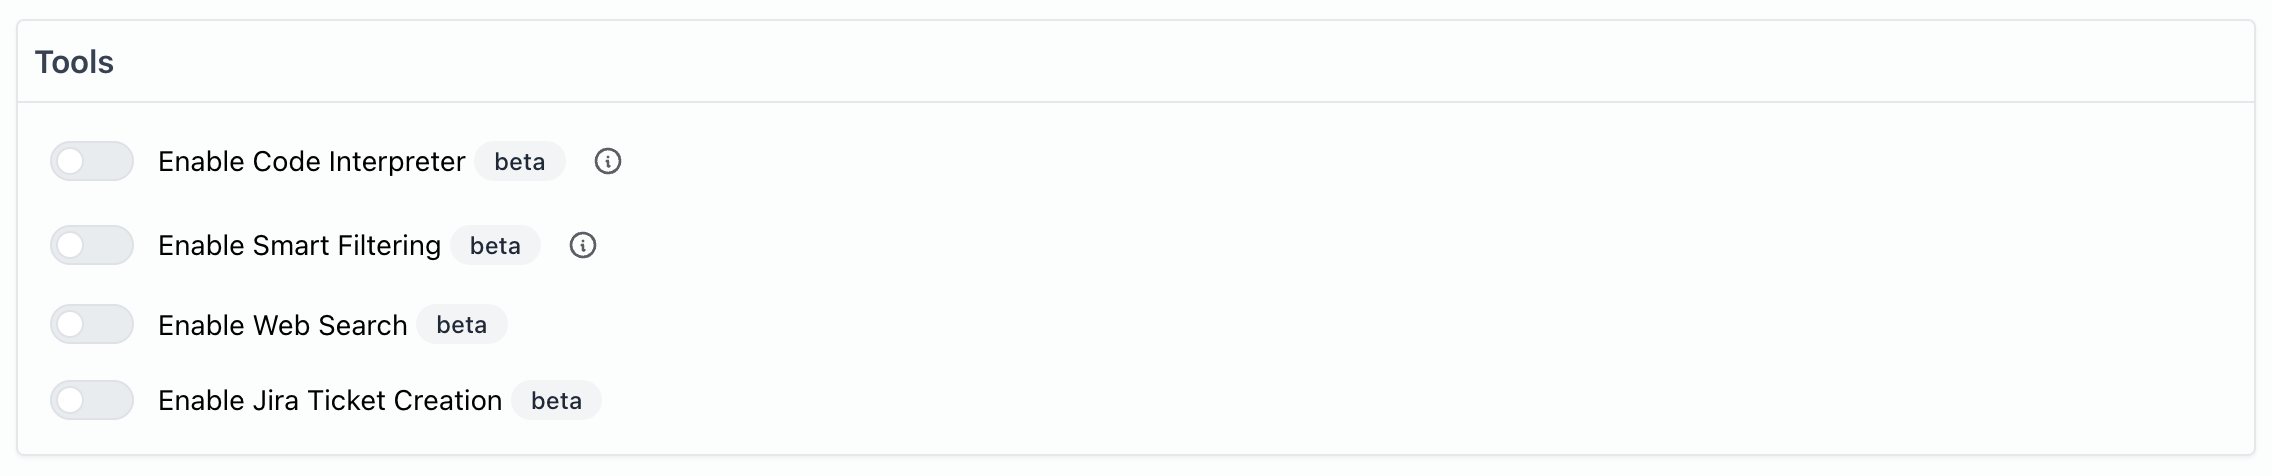 Tools
Enable Code Interpreter beta
Enable Smart Filtering beta
Enable Web Search beta
Enable Jira Ticket Creation beta